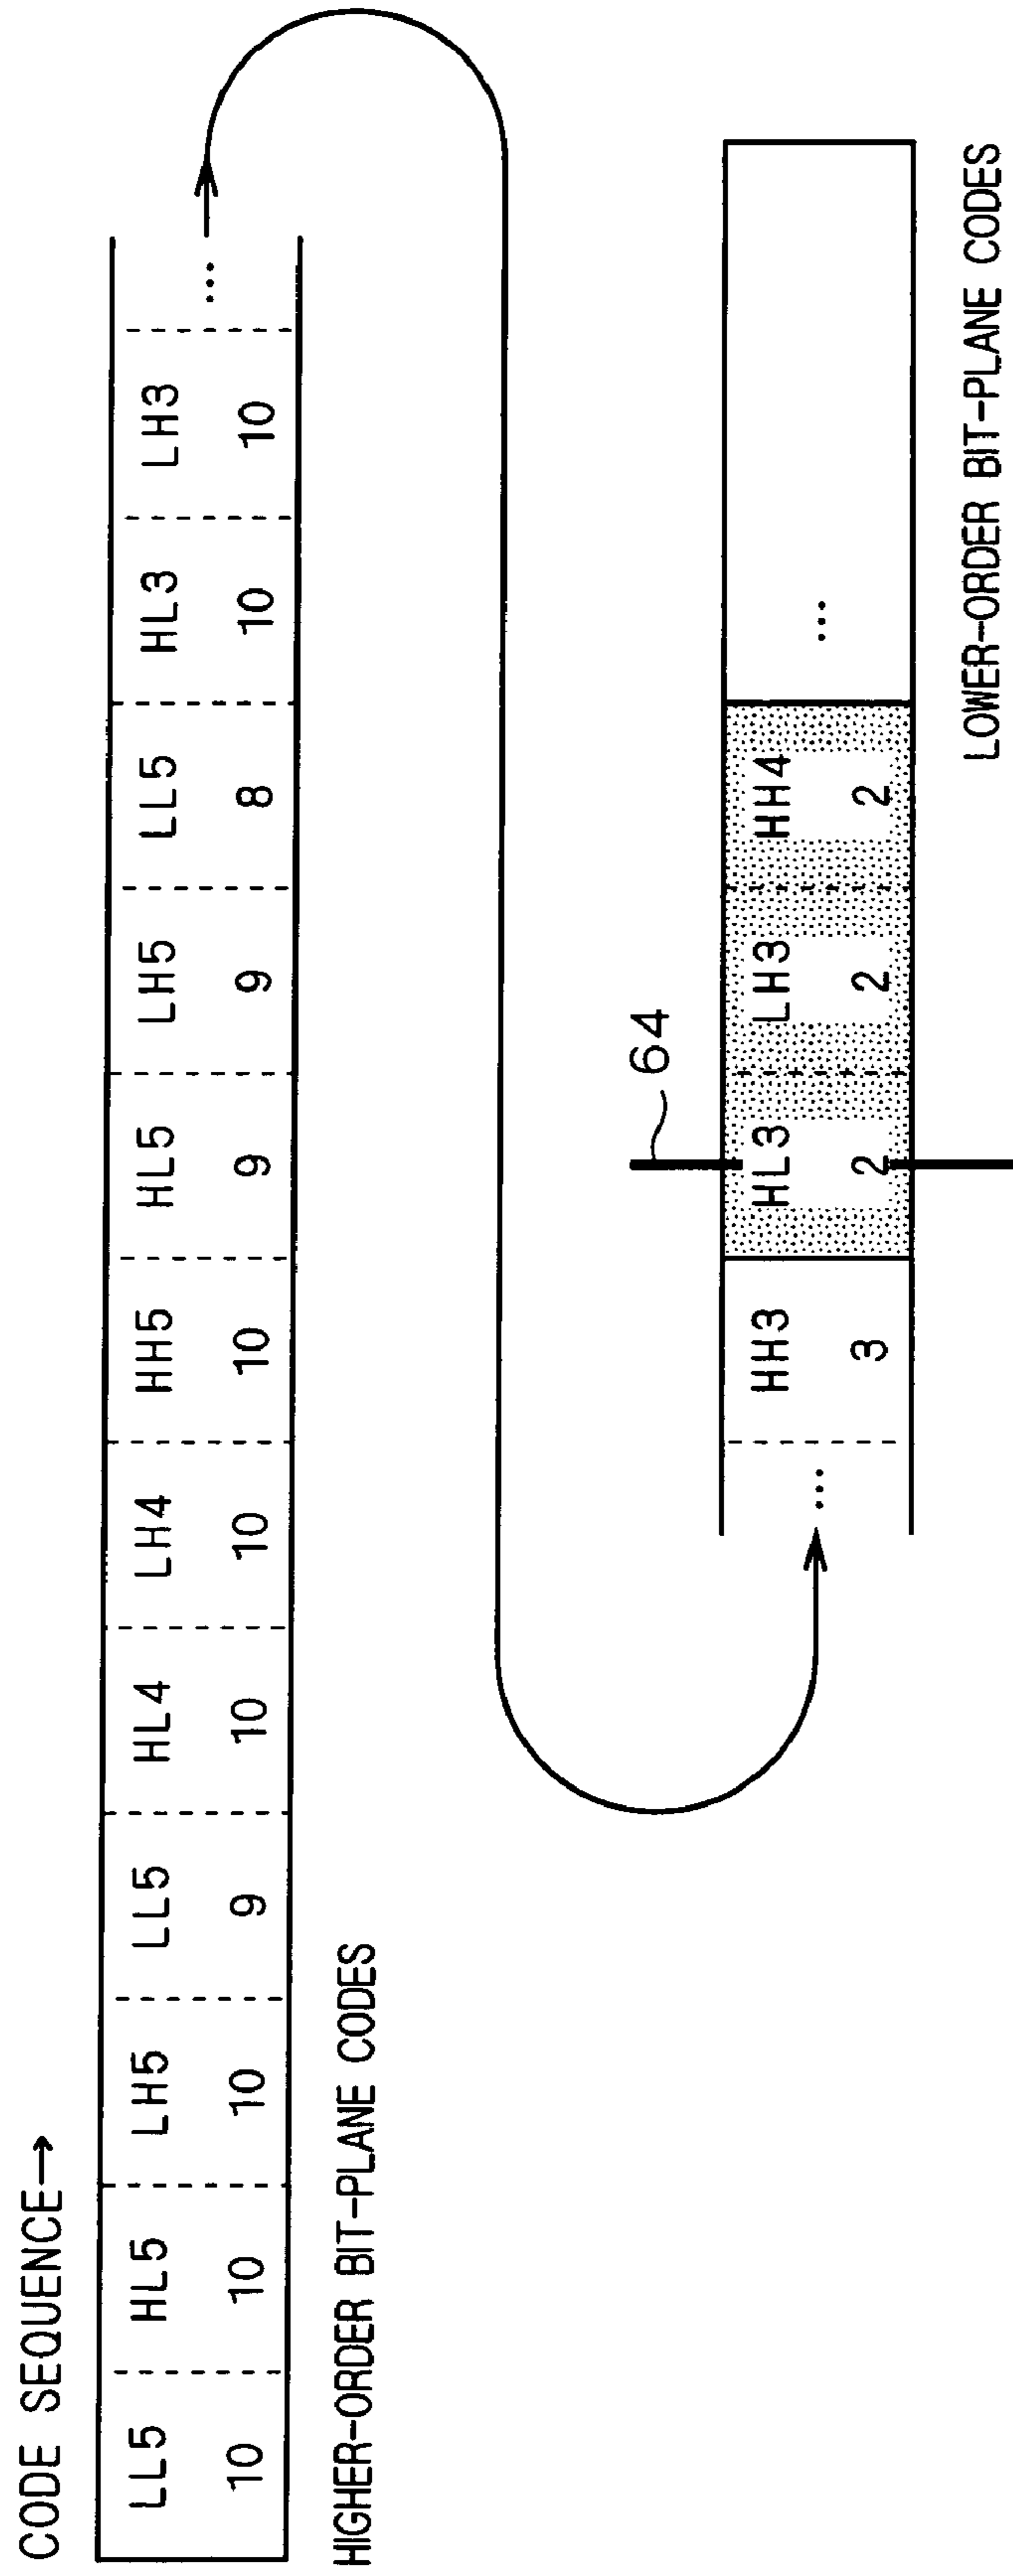 CODE SEQUENCE→
LL5 HL5 LH5 LL5 HL4 LH4 HH5 HL5 LH5 LL5 HL3 LH3
10 10 10 9 10 10 10 9 9 8 10 10 ...
HIGHER-ORDER BIT-PLANE CODES
64
HH3 HL3 LH3 HH4
... 3 2 2 2 ...
LOWER-ORDER BIT-PLANE CODES